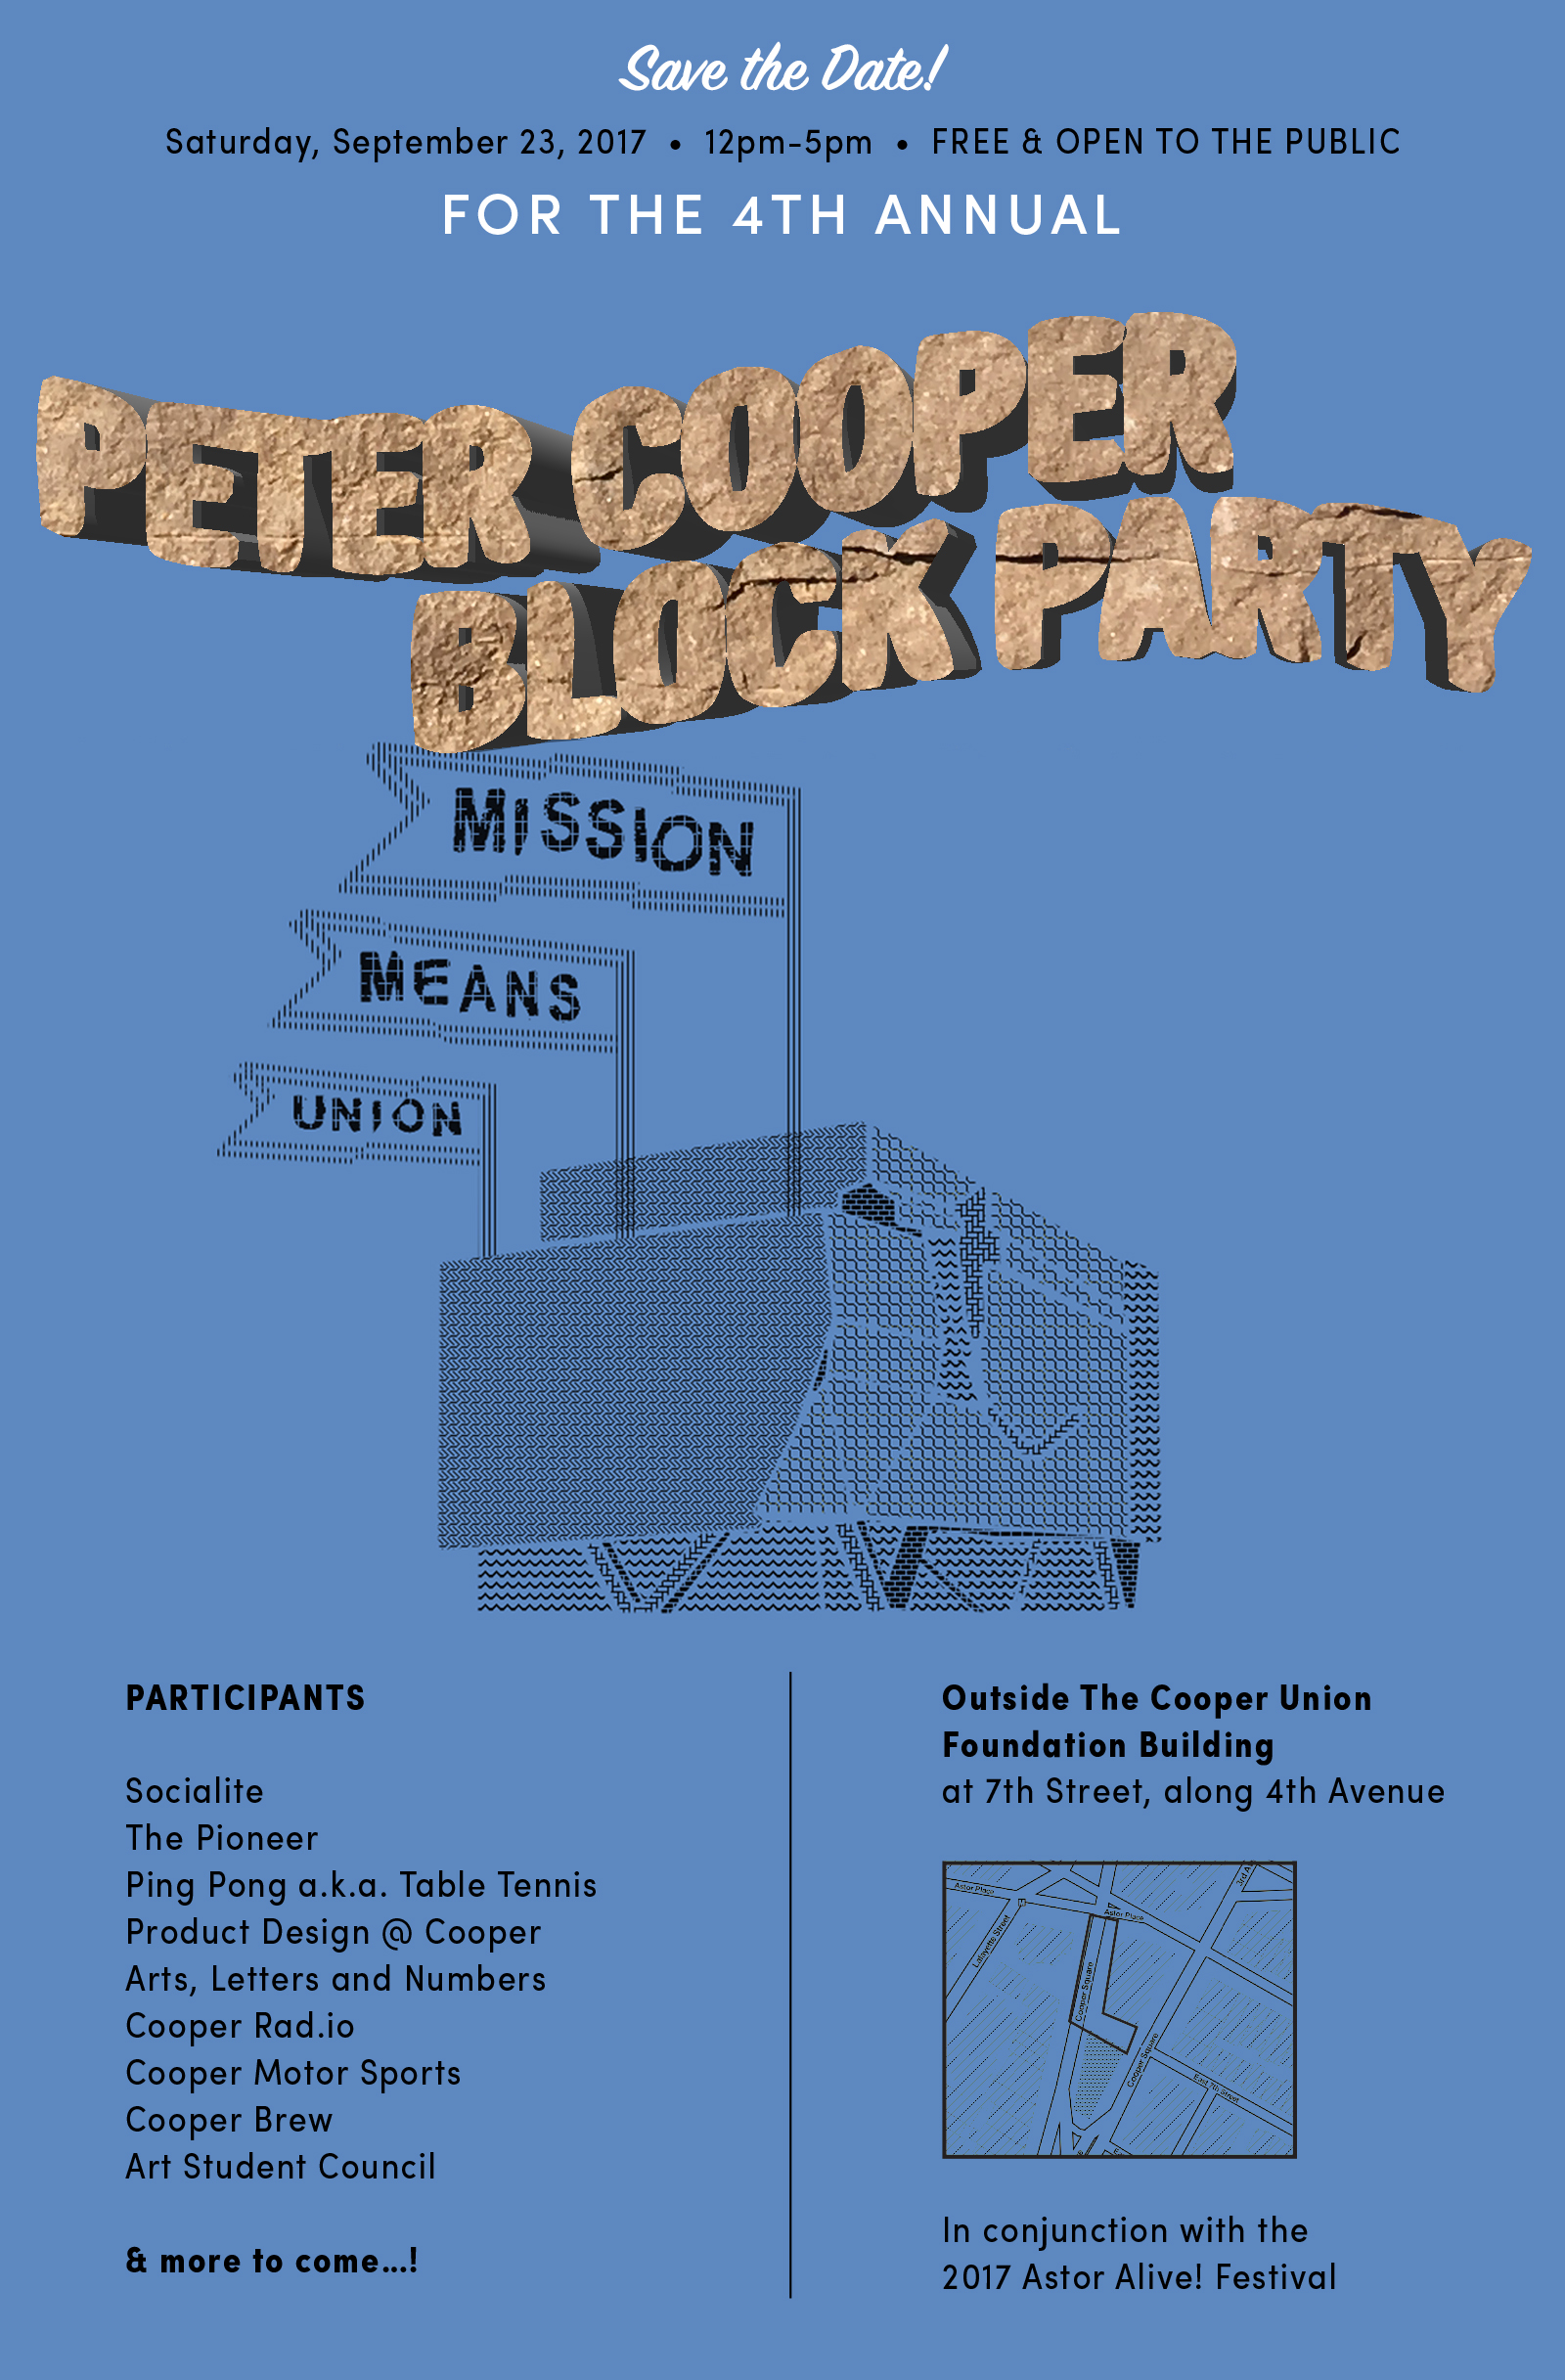 Save the Date!
Saturday, September 23, 2017 • 12pm-5pm • FREE & OPEN TO THE PUBLIC
FOR THE 4TH ANNUAL
PETER COOPER
BLOCK PARTY
MISSION
MEANS
UNION
PARTICIPANTS
Socialite
The Pioneer
Ping Pong a.k.a. Table Tennis
Product Design @ Cooper
Arts, Letters and Numbers
Cooper Rad.io
Cooper Motor Sports
Cooper Brew
Art Student Council
& more to come...!
Outside The Cooper Union
Foundation Building
at 7th Street, along 4th Avenue
Astor Place
3rd A
Astor Place
Lafayette Street
Cooper Square
Cooper Square
East 7th Street
In conjunction with the
2017 Astor Alive! Festival